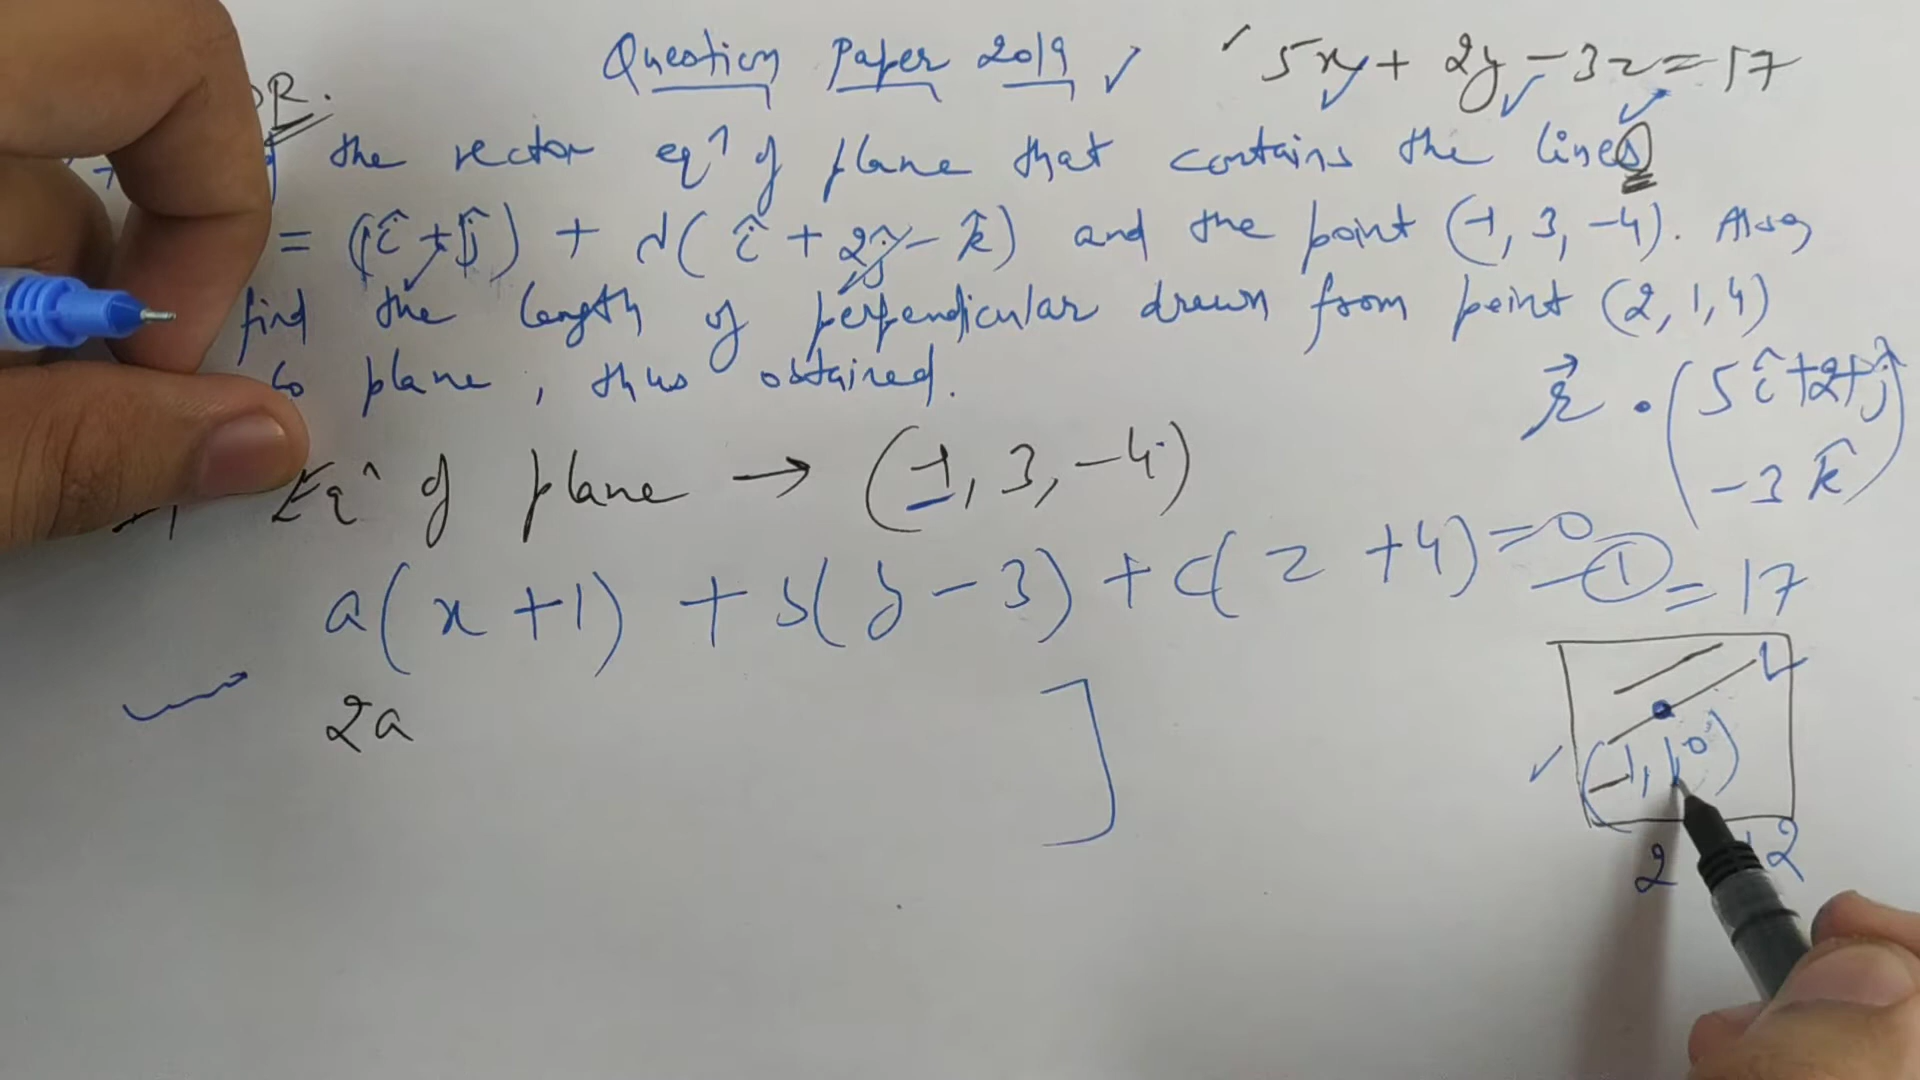 Question Paper 2019 ✓ ✓ 5x + 2y - 3z = 17
OR.
the vector eqⁿ of plane that contains the lines
= (î + ĵ) + λ(î + 2ĵ - k̂) and the point (-1, 3, -4). Also,
find the length of perpendicular drawn from point (2, 1, 4)
to plane, thus obtained.
r⃗ . (5î + 2ĵ
- 3k̂)
= 17
Eqⁿ of plane → (-1, 3, -4)
a(x + 1) + b(y - 3) + c(z + 4) = 0 — ①
2a ]
(1, 1, 0)
2 2